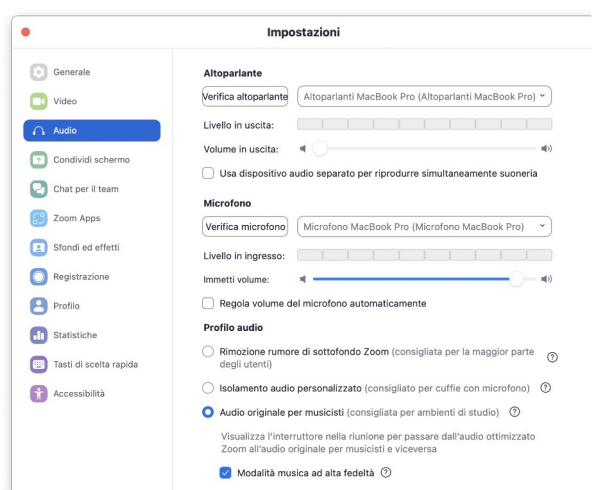 Impostazioni
Generale
Video
Audio
Condividi schermo
Chat per il team
Zoom Apps
Sfondi ed effetti
Registrazione
Profilo
Statistiche
Tasti di scelta rapida
Accessibilità
Altoparlante
Verifica altoparlante
Altoparlanti MacBook Pro (Altoparlanti MacBook Pro)
Livello in uscita:
Volume in uscita:
Usa dispositivo audio separato per riprodurre simultaneamente suoneria
Microfono
Verifica microfono
Microfono MacBook Pro (Microfono MacBook Pro)
Livello in ingresso:
Immetti volume:
Regola volume del microfono automaticamente
Profilo audio
Rimozione rumore di sottofondo Zoom (consigliata per la maggior parte
degli utenti)
Isolamento audio personalizzato (consigliato per cuffie con microfono)
Audio originale per musicisti (consigliata per ambienti di studio)
Visualizza l'interruttore nella riunione per passare dall'audio ottimizzato
Zoom all'audio originale per musicisti e viceversa
Modalità musica ad alta fedeltà